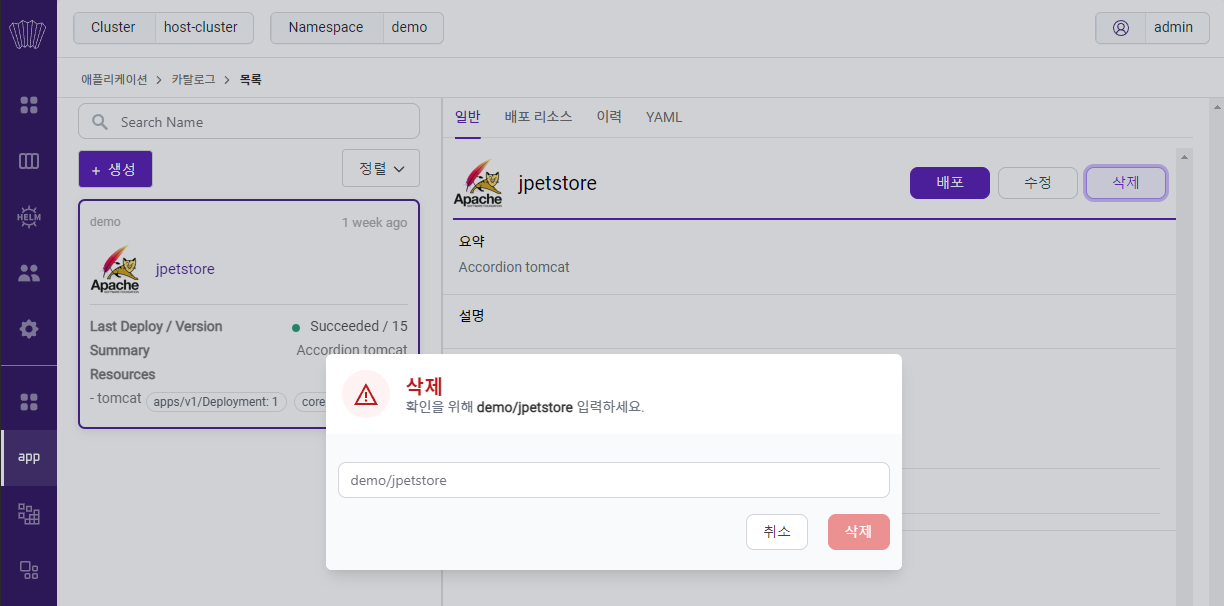 Cluster host-cluster Namespace demo admin
애플리케이션 > 카탈로그 > 목록
Search Name
+ 생성 정렬
demo 1 week ago
Apache
jpetstore
Last Deploy / Version Succeeded / 15
Summary Accordion tomcat
Resources
- tomcat apps/v1/Deployment: 1 core
HELM
app
일반 배포 리소스 이력 YAML
Apache
jpetstore
배포 수정 삭제
요약
Accordion tomcat
설명
삭제
확인을 위해 demo/jpetstore 입력하세요.
demo/jpetstore
취소 삭제